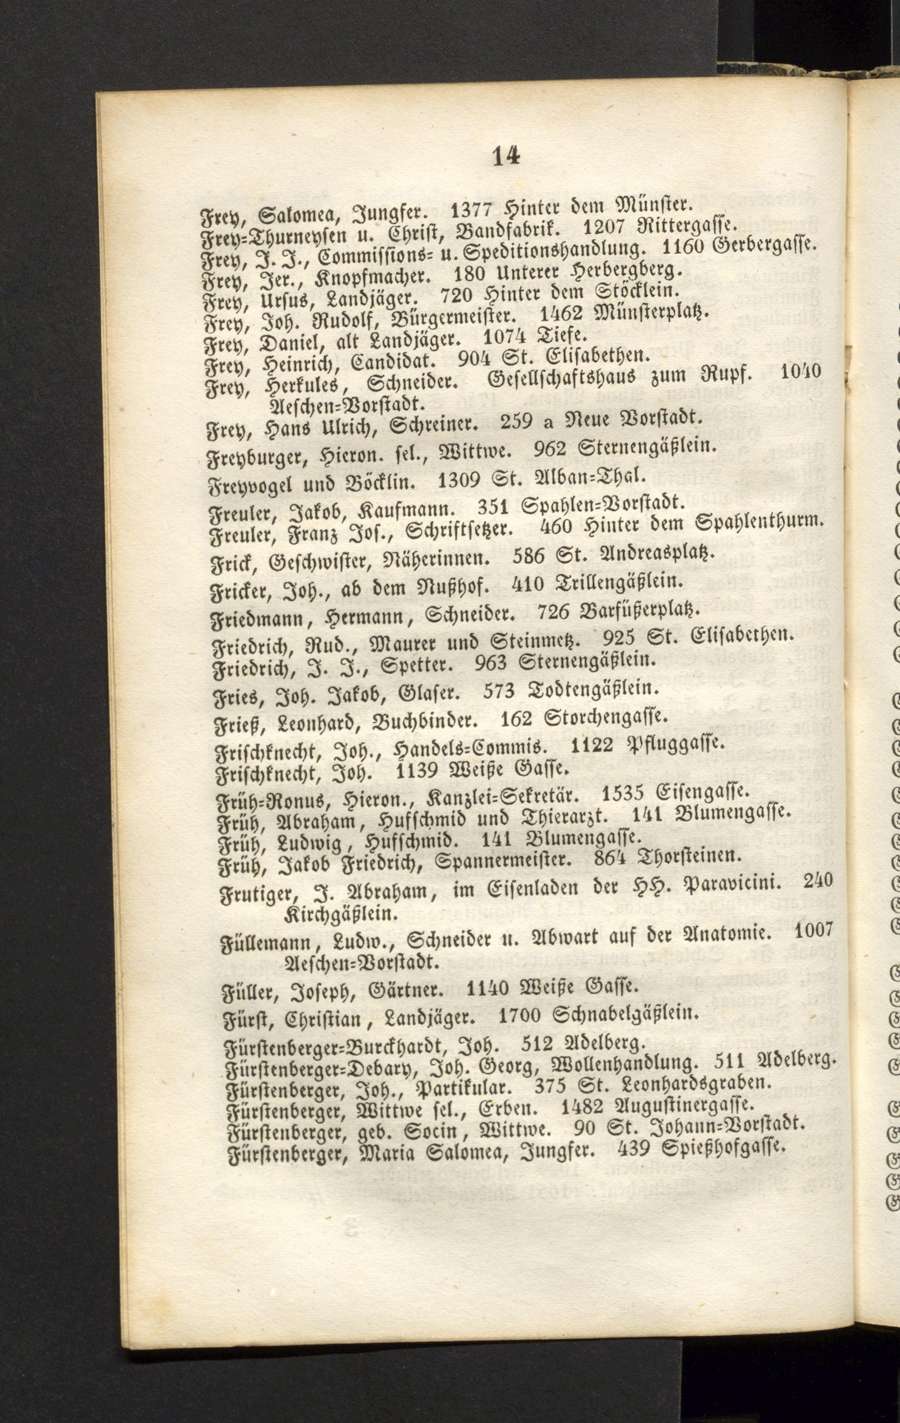 14
Frey, Salomea, Jungfer. 1377 Hinter dem Münster.
Frey=Thurneysen u. Christ, Bandfabrik. 1207 Rittergasse.
Frey, J. J., Commissions= u. Speditionshandlung. 1160 Gerbergasse.
Frey, Jer., Knopfmacher. 180 Unterer Herbergberg.
Frey, Ursus, Landjäger. 720 Hinter dem Stöcklein.
Frey, Joh. Rudolf, Bürgermeister. 1462 Münsterplatz.
Frey, Daniel, alt Landjäger. 1074 Tiefe.
Frey, Heinrich, Candidat. 904 St. Elisabethen.
Frey, Herkules, Schneider. Gesellschaftshaus zum Rupf. 1040
Aeschen=Vorstadt.
Frey, Hans Ulrich, Schreiner. 259 a Neue Vorstadt.
Freyburger, Hieron. sel., Wittwe. 962 Sternengäßlein.
Freyvogel und Böcklin. 1309 St. Alban=Thal.
Freuler, Jakob, Kaufmann. 351 Spahlen=Vorstadt.
Freuler, Franz Jos., Schriftsetzer. 460 Hinter dem Spahlenthurm.
Frick, Geschwister, Näherinnen. 586 St. Andreasplatz.
Fricker, Joh., ab dem Nußhof. 410 Trillengäßlein.
Friedmann, Hermann, Schneider. 726 Barfüßerplatz.
Friedrich, Rud., Maurer und Steinmetz. 925 St. Elisabethen.
Friedrich, J. J., Spetter. 963 Sternengäßlein.
Fries, Joh. Jakob, Glaser. 573 Todtengäßlein.
Frieß, Leonhard, Buchbinder. 162 Storchengasse.
Frischknecht, Joh., Handels=Commis. 1122 Pfluggasse.
Frischknecht, Joh. 1139 Weiße Gasse.
Früh=Ronus, Hieron., Kanzlei=Sekretär. 1535 Eisengasse.
Früh, Abraham, Hufschmid und Thierarzt. 141 Blumengasse.
Früh, Ludwig, Hufschmid. 141 Blumengasse.
Früh, Jakob Friedrich, Spannermeister. 864 Thorsteinen.
Frutiger, J. Abraham, im Eisenladen der HH. Paravicini. 240
Kirchgäßlein.
Füllemann, Ludw., Schneider u. Abwart auf der Anatomie. 1007
Aeschen=Vorstadt.
Füller, Joseph, Gärtner. 1140 Weiße Gasse.
Fürst, Christian, Landjäger. 1700 Schnabelgäßlein.
Fürstenberger=Burckhardt, Joh. 512 Adelberg.
Fürstenberger=Debary, Joh. Georg, Wollenhandlung. 511 Adelberg.
Fürstenberger, Joh., Partikular. 375 St. Leonhardsgraben.
Fürstenberger, Wittwe sel., Erben. 1482 Augustinergasse.
Fürstenberger, geb. Socin, Wittwe. 90 St. Johann=Vorstadt.
Fürstenberger, Maria Salomea, Jungfer. 439 Spießhofgasse.